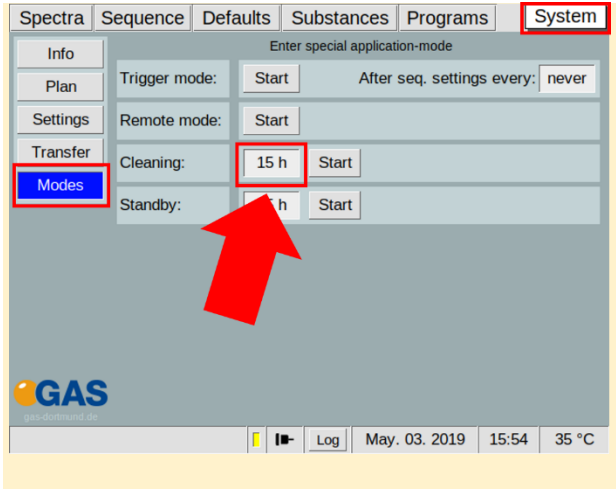 Spectra Sequence Defaults Substances Programs System
Info
Enter special application-mode
Plan
Trigger mode: Start After seq. settings every: never
Settings
Remote mode: Start
Transfer
Cleaning: 15 h Start
Modes
Standby: h Start
GAS
gas-dortmund.de
Log May. 03. 2019 15:54 35 °C